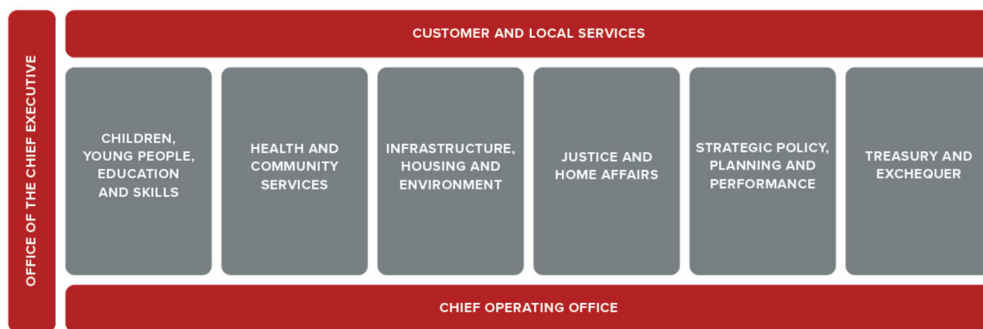 OFFICE OF THE CHIEF EXECUTIVE
CUSTOMER AND LOCAL SERVICES
CHILDREN,
YOUNG PEOPLE,
EDUCATION
AND SKILLS
HEALTH AND
COMMUNITY
SERVICES
INFRASTRUCTURE,
HOUSING AND
ENVIRONMENT
JUSTICE AND
HOME AFFAIRS
STRATEGIC POLICY,
PLANNING AND
PERFORMANCE
TREASURY AND
EXCHEQUER
CHIEF OPERATING OFFICE